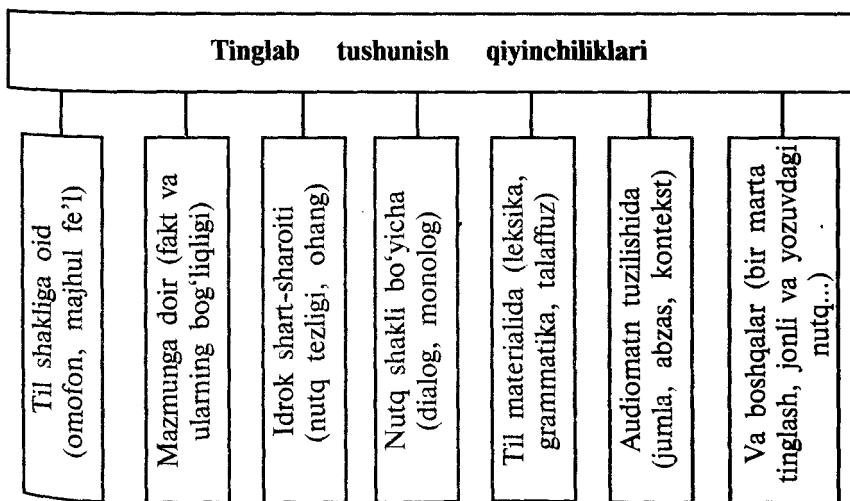 Tinglab tushunish qiyinchiliklari
Til shakliga oid
(omofon, majhul fe'l)
Mazmunga doir (fakt va
ularning bog‘liqligi)
Idrok shart-sharoiti
(nutq tezligi, ohang)
Nutq shakli bo‘yicha
(dialog, monolog)
Til materialida (leksika,
grammatika, talaffuz)
Audiomatn tuzilishida
(jumla, abzas, kontekst)
Va boshqalar (bir marta
tinglash, jonli va yozuvdagi
nutq...)